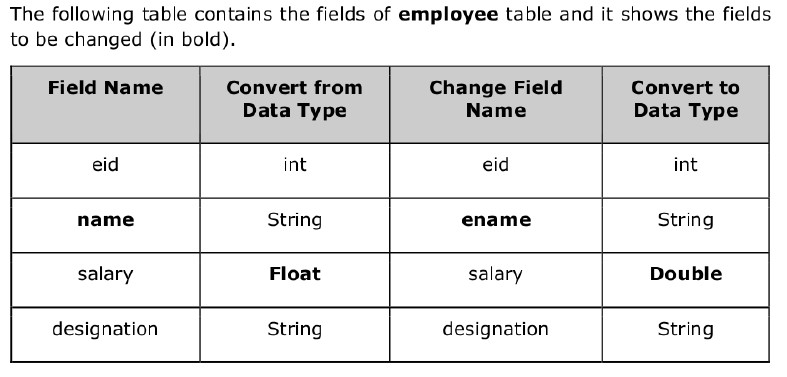 The following table contains the fields of employee table and it shows the fields
to be changed (in bold).
Field Name Convert from Data Type Change Field Name Convert to Data Type
eid int eid int
name String ename String
salary Float salary Double
designation String designation String